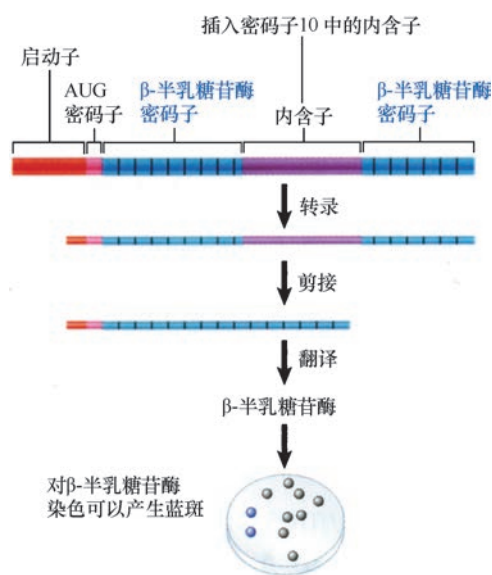 插入密码子10 中的内含子
启动子
AUG
密码子
β-半乳糖苷酶
密码子
内含子
β-半乳糖苷酶
密码子
转录
剪接
翻译
β-半乳糖苷酶
对β-半乳糖苷酶
染色可以产生蓝斑